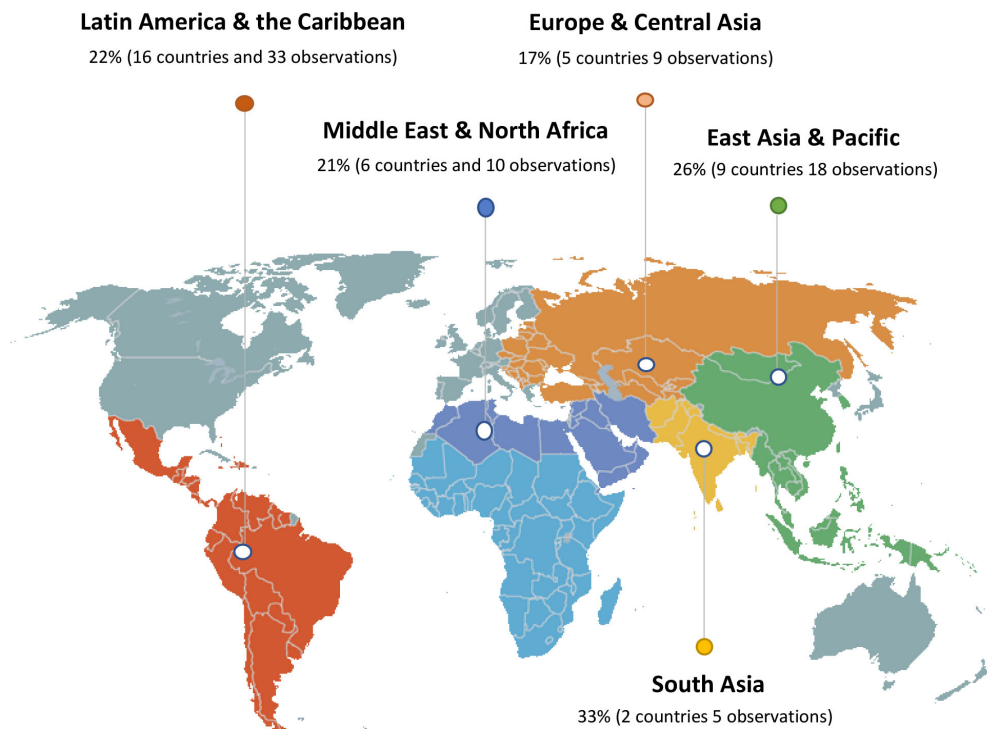 Latin America & the Caribbean
22% (16 countries and 33 observations)
Europe & Central Asia
17% (5 countries 9 observations)
Middle East & North Africa
21% (6 countries and 10 observations)
East Asia & Pacific
26% (9 countries 18 observations)
South Asia
33% (2 countries 5 observations)